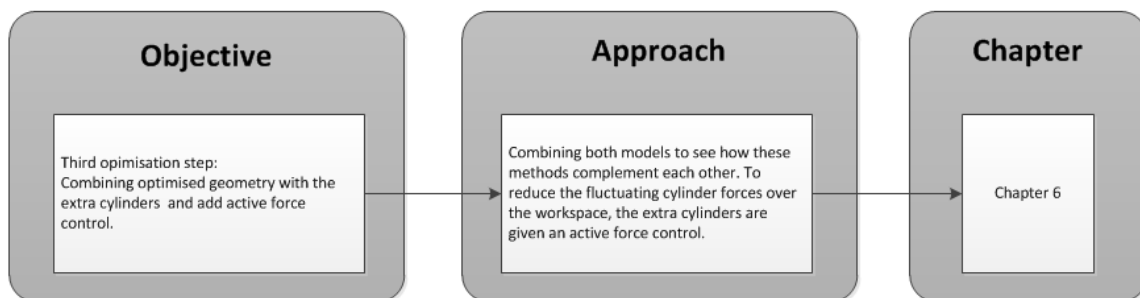 Objective
Third opimisation step:
Combining optimised geometry with the
extra cylinders and add active force
control.
Approach
Combining both models to see how these
methods complement each other. To
reduce the fluctuating cylinder forces over
the workspace, the extra cylinders are
given an active force control.
Chapter
Chapter 6